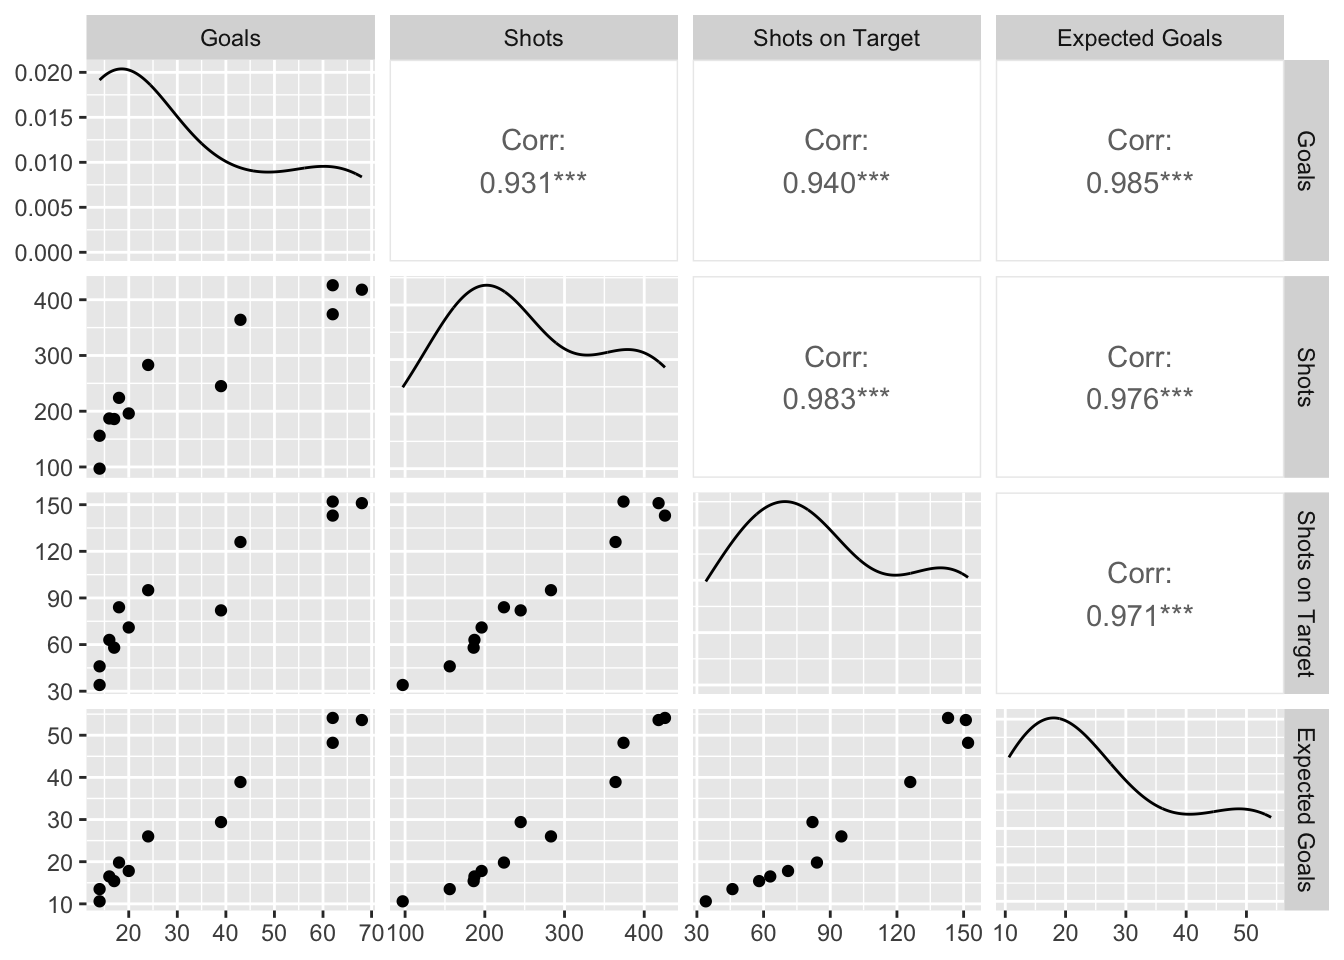 Goals
Shots
Shots on Target
Expected Goals
0.020
0.015
0.010
0.005
0.000
Corr:
0.931***
Corr:
0.940***
Corr:
0.985***
Goals
400
300
200
100
Corr:
0.983***
Corr:
0.976***
Shots
150
120
90
60
30
Corr:
0.971***
Shots on Target
50
40
30
20
10
Expected Goals
20 30 40 50 60 70
100 200 300 400
30 60 90 120 150
10 20 30 40 50